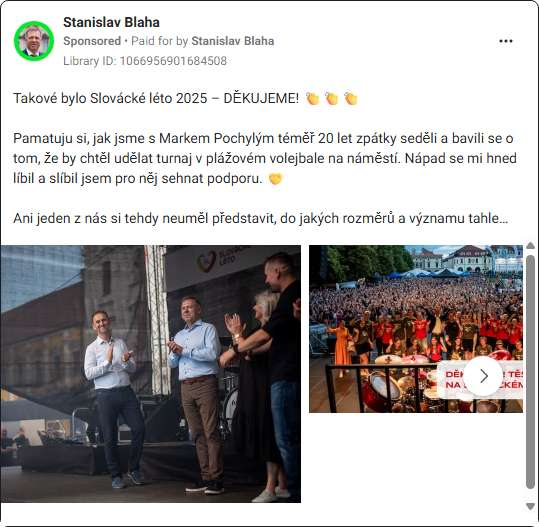 Stanislav Blaha
Sponsored • Paid for by Stanislav Blaha
Library ID: 1066956901684508
Takové bylo Slovácké léto 2025 – DĚKUJEME! 👏 👏 👏
Pamatuju si, jak jsme s Markem Pochylým téměř 20 let zpátky seděli a bavili se o
tom, že by chtěl udělat turnaj v plážovém volejbale na náměstí. Nápad se mi hned
líbil a slíbil jsem pro něj sehnat podporu. 🤝
Ani jeden z nás si tehdy neuměl představit, do jakých rozměrů a významu tahle...
LÉTO
NA